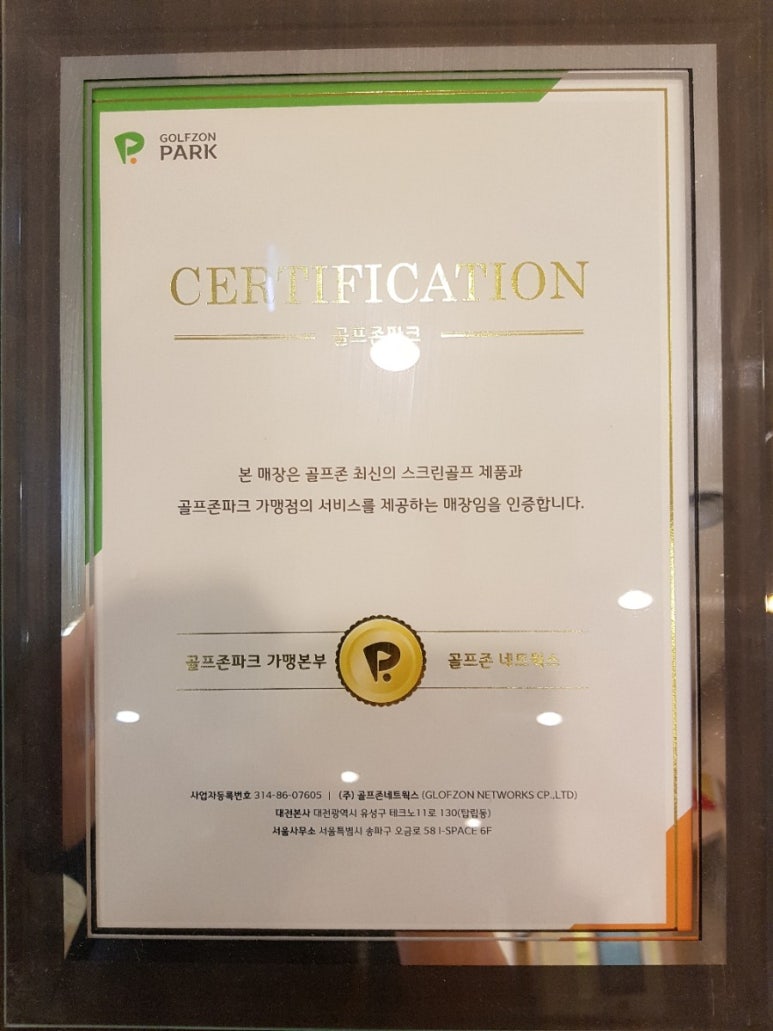 GOLFZON
PARK
CERTIFICATION
골프존파크
본 매장은 골프존 최신의 스크린골프 제품과
골프존파크 가맹점의 서비스를 제공하는 매장임을 인증합니다.
골프존파크 가맹본부
골프존 네트웍스
사업자등록번호 314-86-07605 | (주) 골프존네트웍스 (GLOFZON NETWORKS CP.,LTD)
대전본사 대전광역시 유성구 테크노11로 130(탑립동)
서울사무소 서울특별시 송파구 오금로 58 I-SPACE 6F